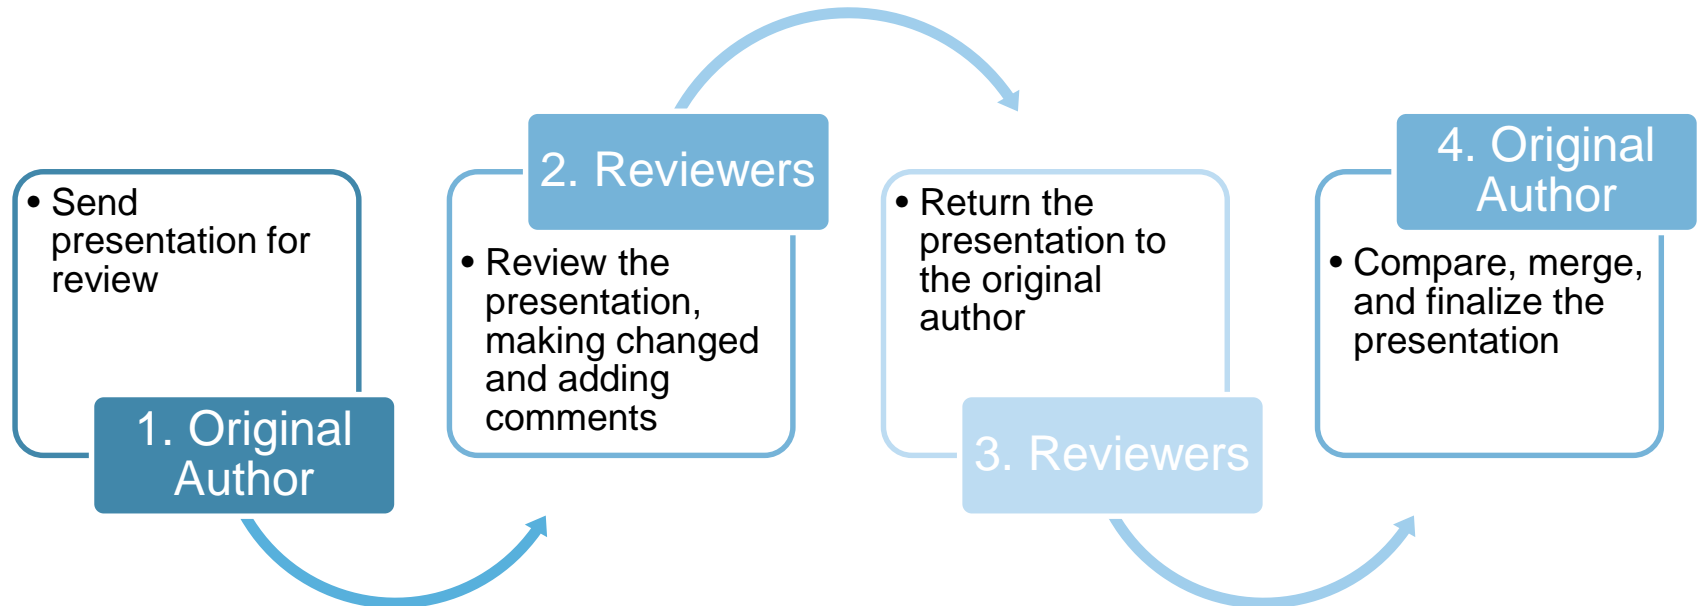 • Send
presentation for
review
1. Original
Author
2. Reviewers
• Review the
presentation,
making changed
and adding
comments
• Return the
presentation to
the original
author
3. Reviewers
4. Original
Author
• Compare, merge,
and finalize the
presentation